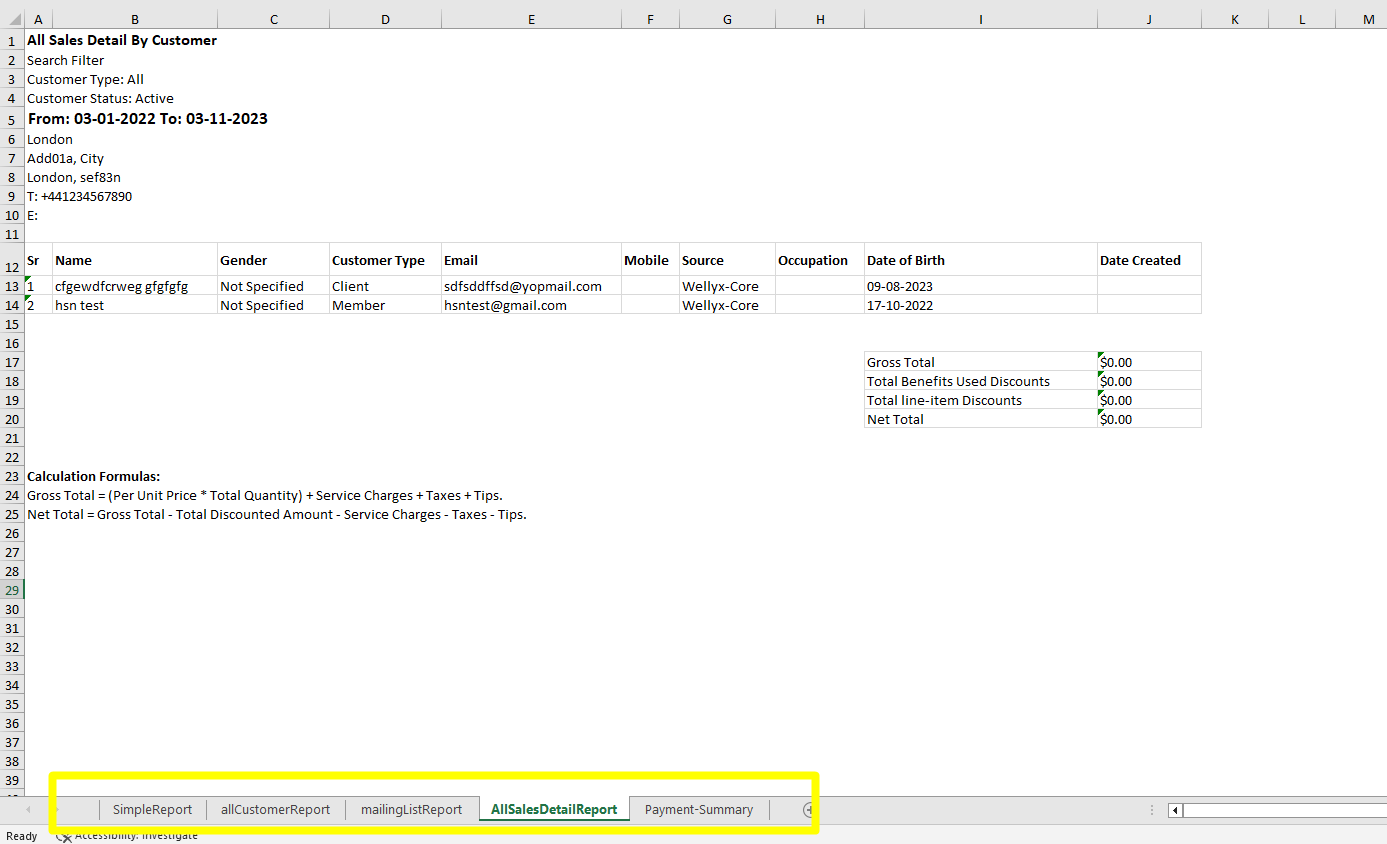 A B C D E F G H I J K L M
1 All Sales Detail By Customer
2 Search Filter
3 Customer Type: All
4 Customer Status: Active
5 From: 03-01-2022 To: 03-11-2023
6 London
7 Add01a, City
8 London, sef83n
9 T: +441234567890
10 E:
11
12 Sr Name Gender Customer Type Email Mobile Source Occupation Date of Birth Date Created
13 1 cfgewdfcrweg gfgfgfg Not Specified Client sdfsddffsd@yopmail.com Wellyx-Core 09-08-2023
14 2 hsn test Not Specified Member hsntest@gmail.com Wellyx-Core 17-10-2022
15
16
17 Gross Total $0.00
18 Total Benefits Used Discounts $0.00
19 Total line-item Discounts $0.00
20 Net Total $0.00
21
22
23 Calculation Formulas:
24 Gross Total = (Per Unit Price * Total Quantity) + Service Charges + Taxes + Tips.
25 Net Total = Gross Total - Total Discounted Amount - Service Charges - Taxes - Tips.
26
27
28
29
30
31
32
33
34
35
36
37
38
39
SimpleReport allCustomerReport mailingListReport AllSalesDetailReport Payment-Summary
Ready Accessibility: Investigate